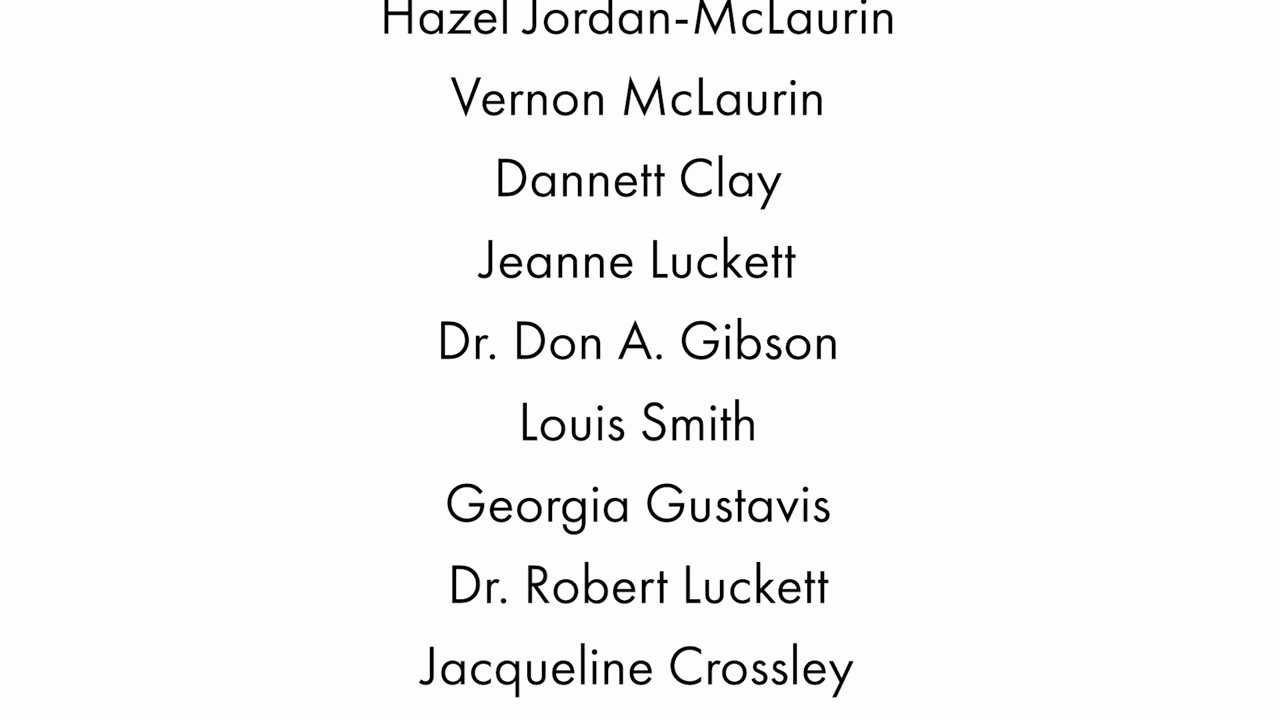 Hazel Jordan-McLaurin
Vernon McLaurin
Dannett Clay
Jeanne Luckett
Dr. Don A. Gibson
Louis Smith
Georgia Gustavis
Dr. Robert Luckett
Jacqueline Crossley